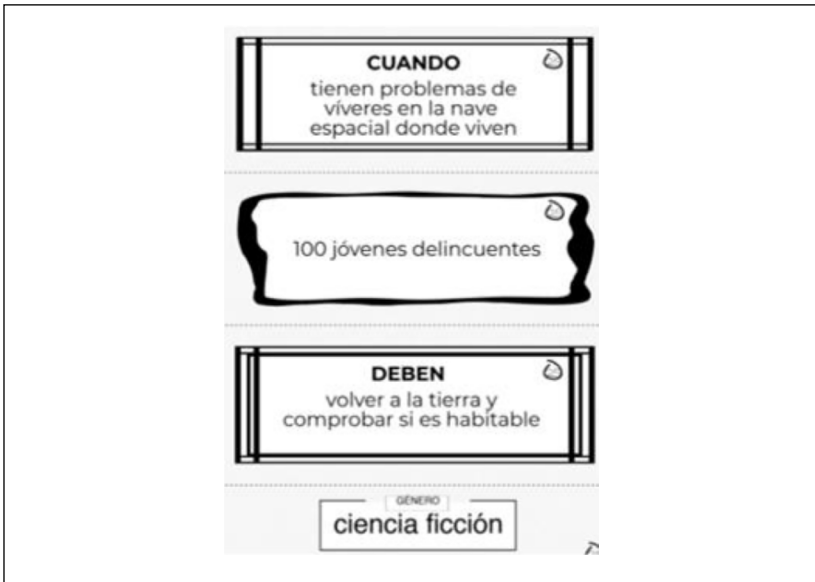 CUANDO
tienen problemas de
víveres en la nave
espacial donde viven
100 jóvenes delincuentes
DEBEN
volver a la tierra y
comprobar si es habitable
GÉNERO
ciencia ficción